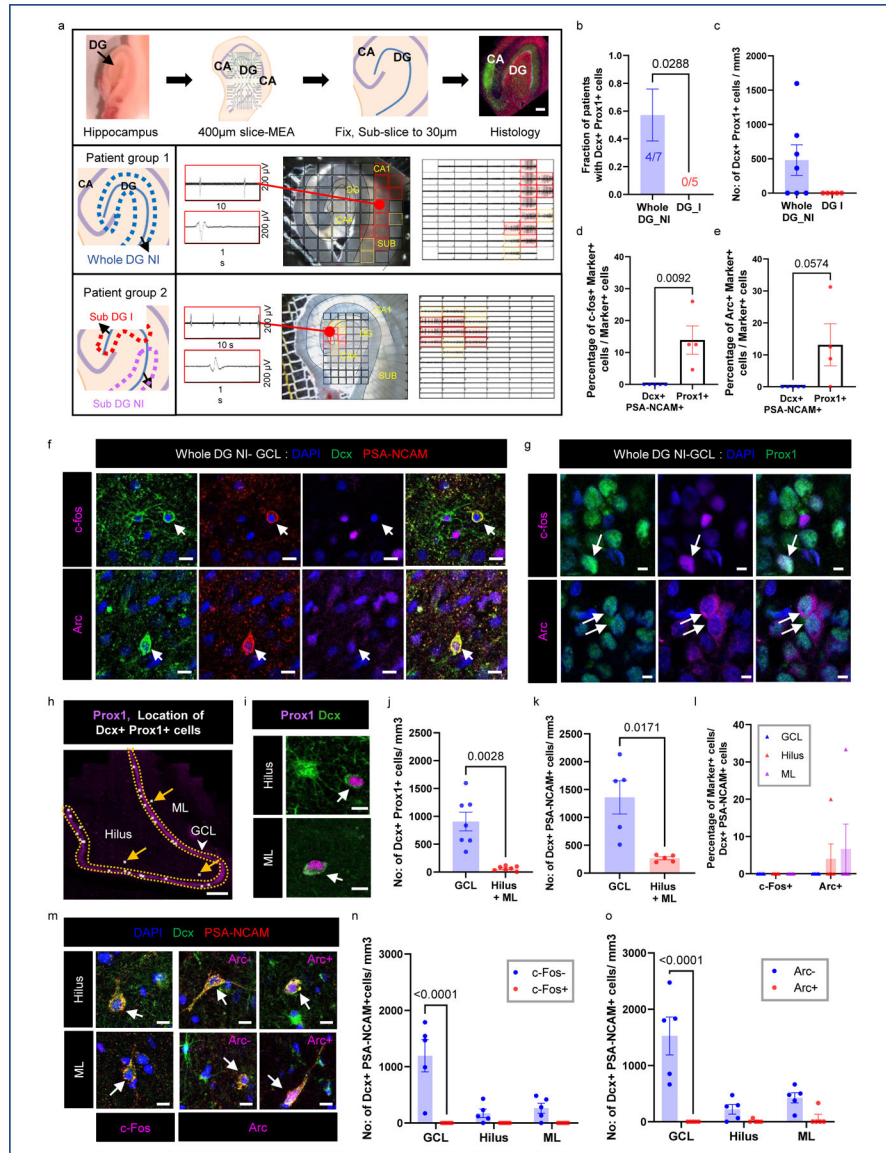 a
DG
CA
DG
CA
CA
DG
CA
DG
Hippocampus
400µm slice-MEA
Fix, Sub-slice to 30µm
Histology
Patient group 1
CA
DG
Whole DG NI
200 µV
10
200 µV
1
s
CA1
DG
SUB
Patient group 2
Sub DG I
Sub DG NI
200 µV
10 s
200 µV
1
s
CA1
DG
SUB
b
Fraction of patients
with Dcx+ Prox1+ cells
1.0
0.8
0.6
0.4
0.2
0.0
0.0288
4/7
0/5
Whole
DG_NI
DG_I
c
No: of Dcx+ Prox1+ cells / mm3
2000
1500
1000
500
0
Whole
DG_NI
DG I
d
Percentage of c-fos+ Marker+
cells / Marker+ cells
40
30
20
10
0
0.0092
Dcx+
PSA-NCAM+
Prox1+
e
Percentage of Arc+ Marker+
cells / Marker+ cells
40
30
20
10
0
0.0574
Dcx+
PSA-NCAM+
Prox1+
f
Whole DG NI- GCL : DAPI Dcx PSA-NCAM
c-fos
Arc
g
Whole DG NI-GCL : DAPI Prox1
c-fos
Arc
h
Prox1, Location of
Dcx+ Prox1+ cells
ML
Hilus
GCL
i
Prox1 Dcx
Hilus
ML
j
No: of Dcx+ Prox1+ cells/ mm3
2500
2000
1500
1000
500
0
0.0028
GCL
Hilus
+ ML
k
No: of Dcx+ PSA-NCAM+ cells/ mm3
2500
2000
1500
1000
500
0
0.0171
GCL
Hilus
+ ML
l
Percentage of Marker+ cells/
Dcx+ PSA-NCAM+ cells
40
30
20
10
0
GCL
Hilus
ML
c-Fos+
Arc+
m
DAPI Dcx PSA-NCAM
Hilus
Arc-
Arc+
ML
Arc-
Arc+
c-Fos
Arc
n
No: of Dcx+ PSA-NCAM+cells/ mm3
3000
2000
1000
0
<0.0001
c-Fos-
c-Fos+
GCL
Hilus
ML
o
No: of Dcx+ PSA-NCAM+ cells/ mm3
3000
2000
1000
0
<0.0001
Arc-
Arc+
GCL
Hilus
ML